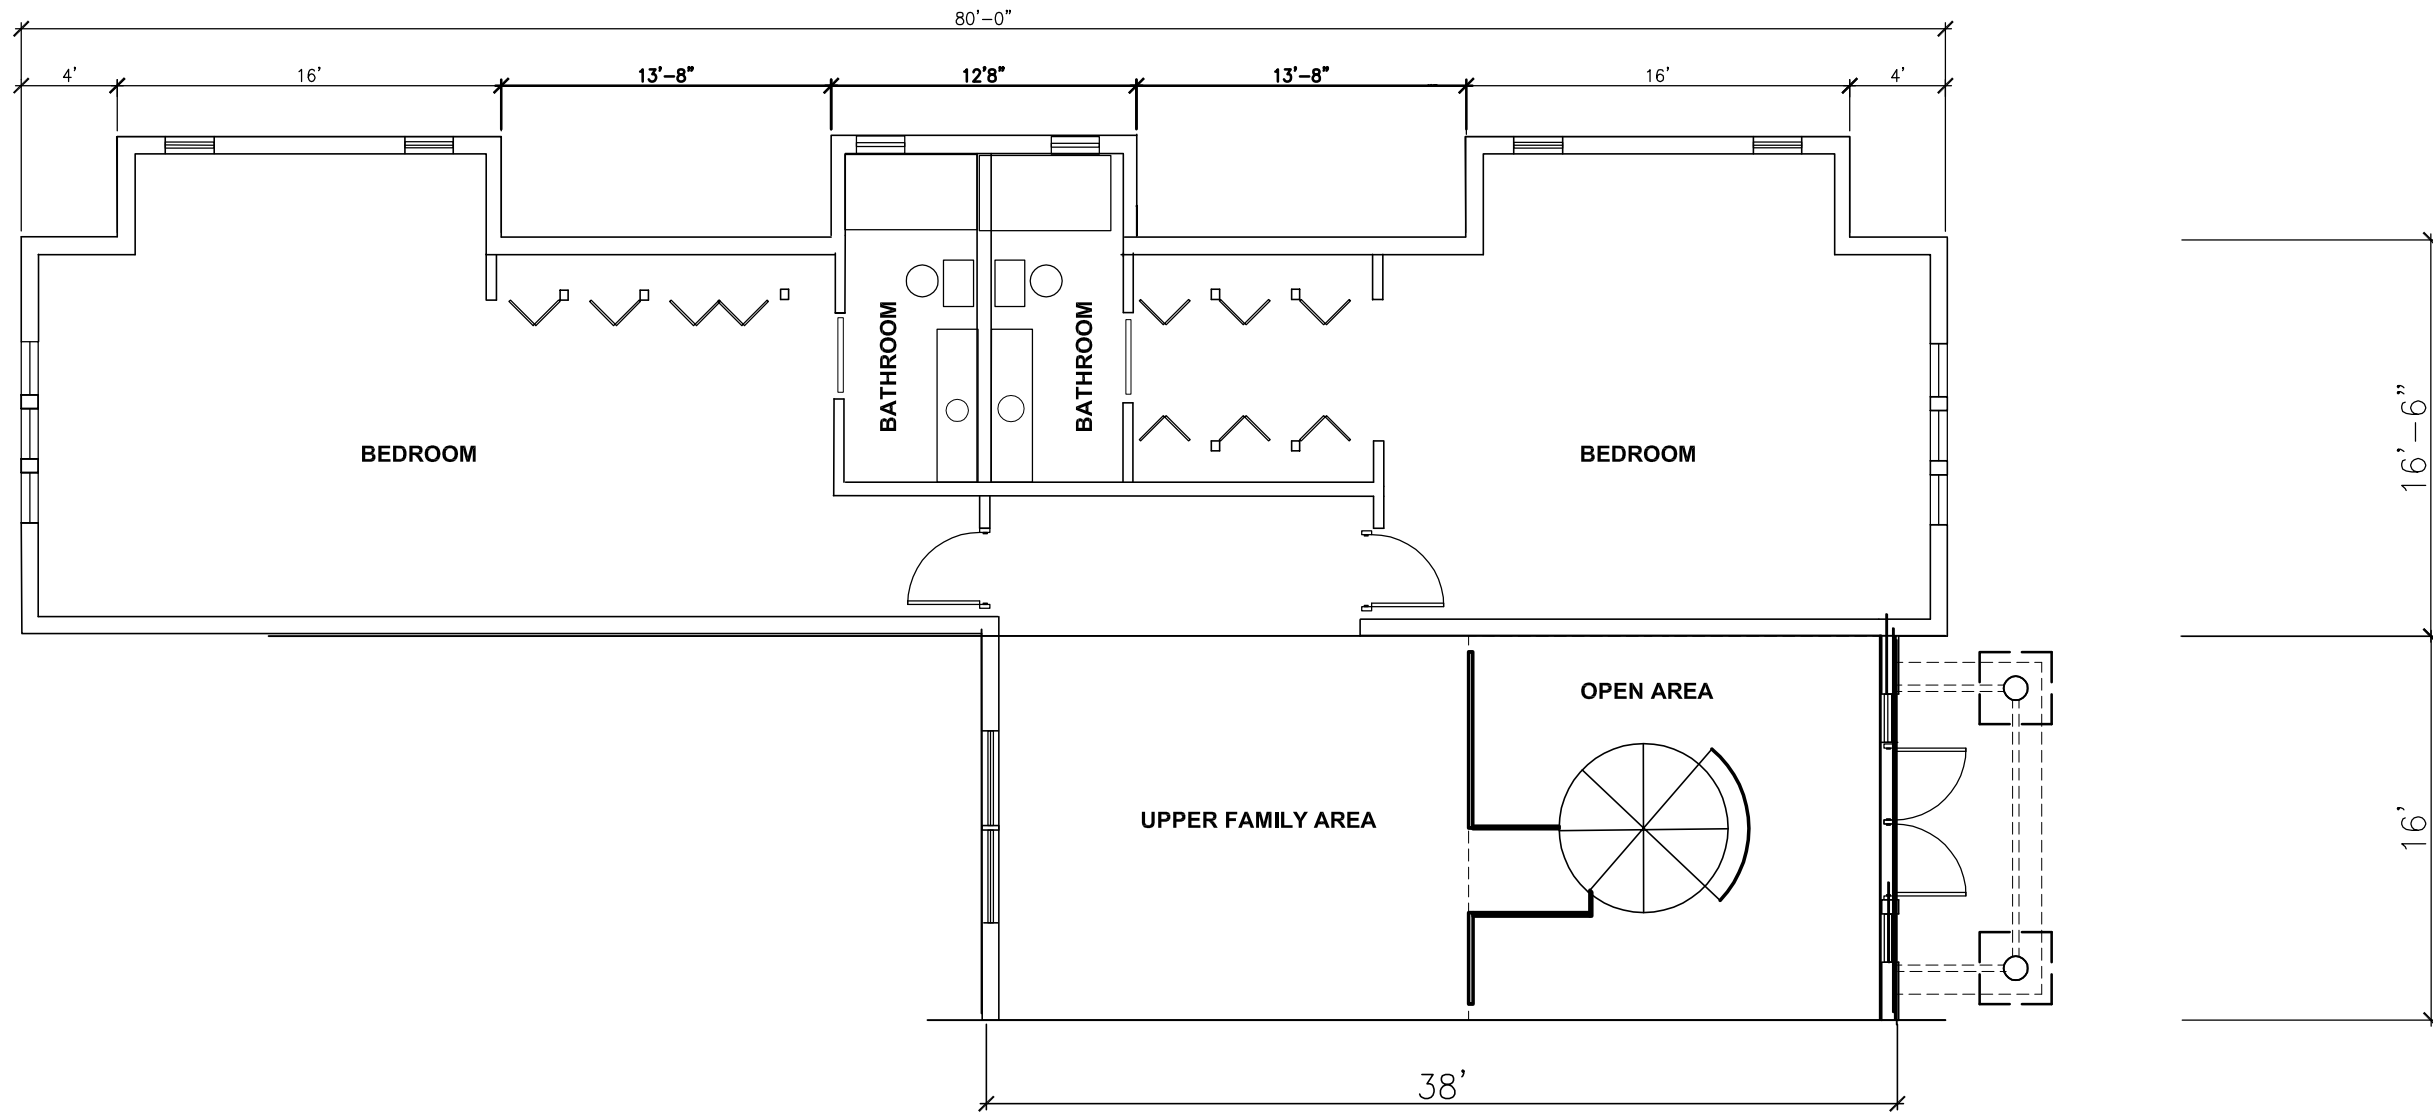 80'-0"
4'
16'
13'-8"
12'8"
13'-8"
16'
4'
16'-6"
BATHROOM
BATHROOM
BEDROOM
BEDROOM
OPEN AREA
UPPER FAMILY AREA
16'
38'